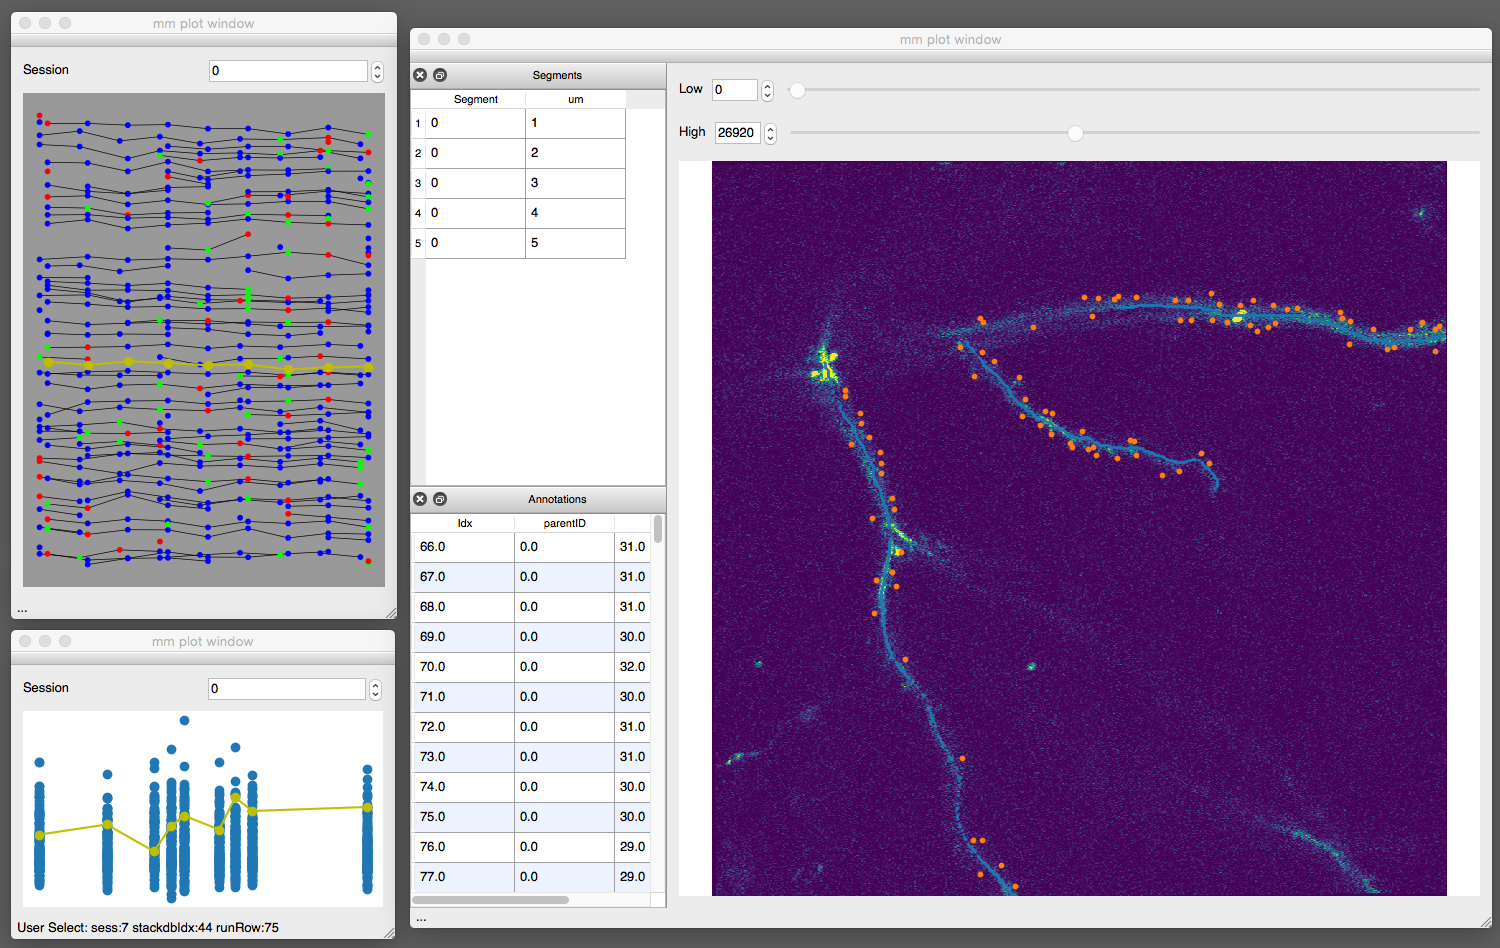 mm plot window
Session 0
...
mm plot window
Session 0
User Select: sess:7 stackdbIdx:44 runRow:75
mm plot window
Segments
Segment um
1 0 1
2 0 2
3 0 3
4 0 4
5 0 5
Annotations
Idx parentID
66.0 0.0 31.0
67.0 0.0 31.0
68.0 0.0 31.0
69.0 0.0 30.0
70.0 0.0 32.0
71.0 0.0 30.0
72.0 0.0 31.0
73.0 0.0 31.0
74.0 0.0 30.0
75.0 0.0 30.0
76.0 0.0 29.0
77.0 0.0 29.0
...
Low 0
High 26920